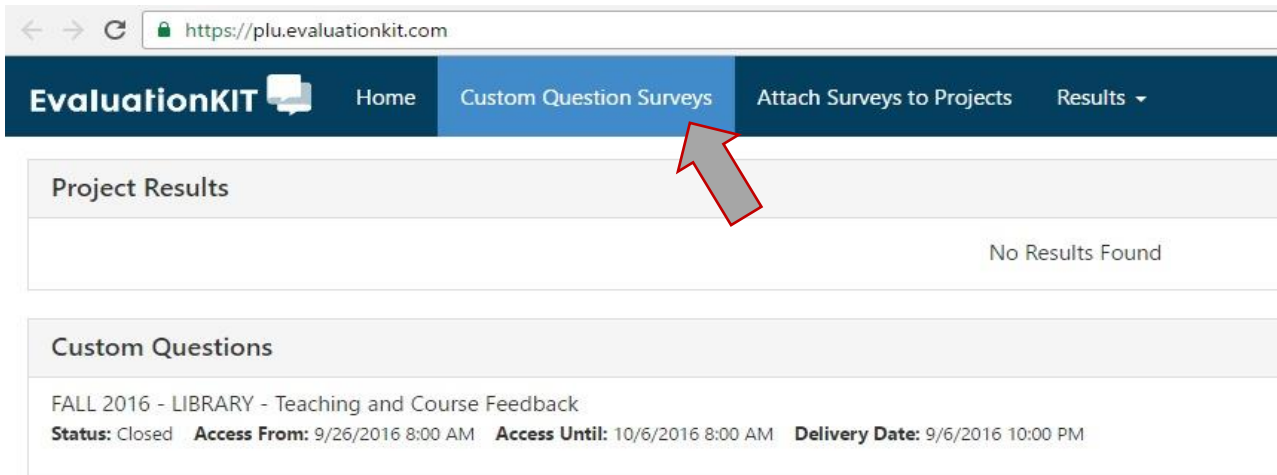 https://plu.evaluationkit.com
EvaluationKIT Home Custom Question Surveys Attach Surveys to Projects Results
Project Results
No Results Found
Custom Questions
FALL 2016 - LIBRARY - Teaching and Course Feedback
Status: Closed Access From: 9/26/2016 8:00 AM Access Until: 10/6/2016 8:00 AM Delivery Date: 9/6/2016 10:00 PM